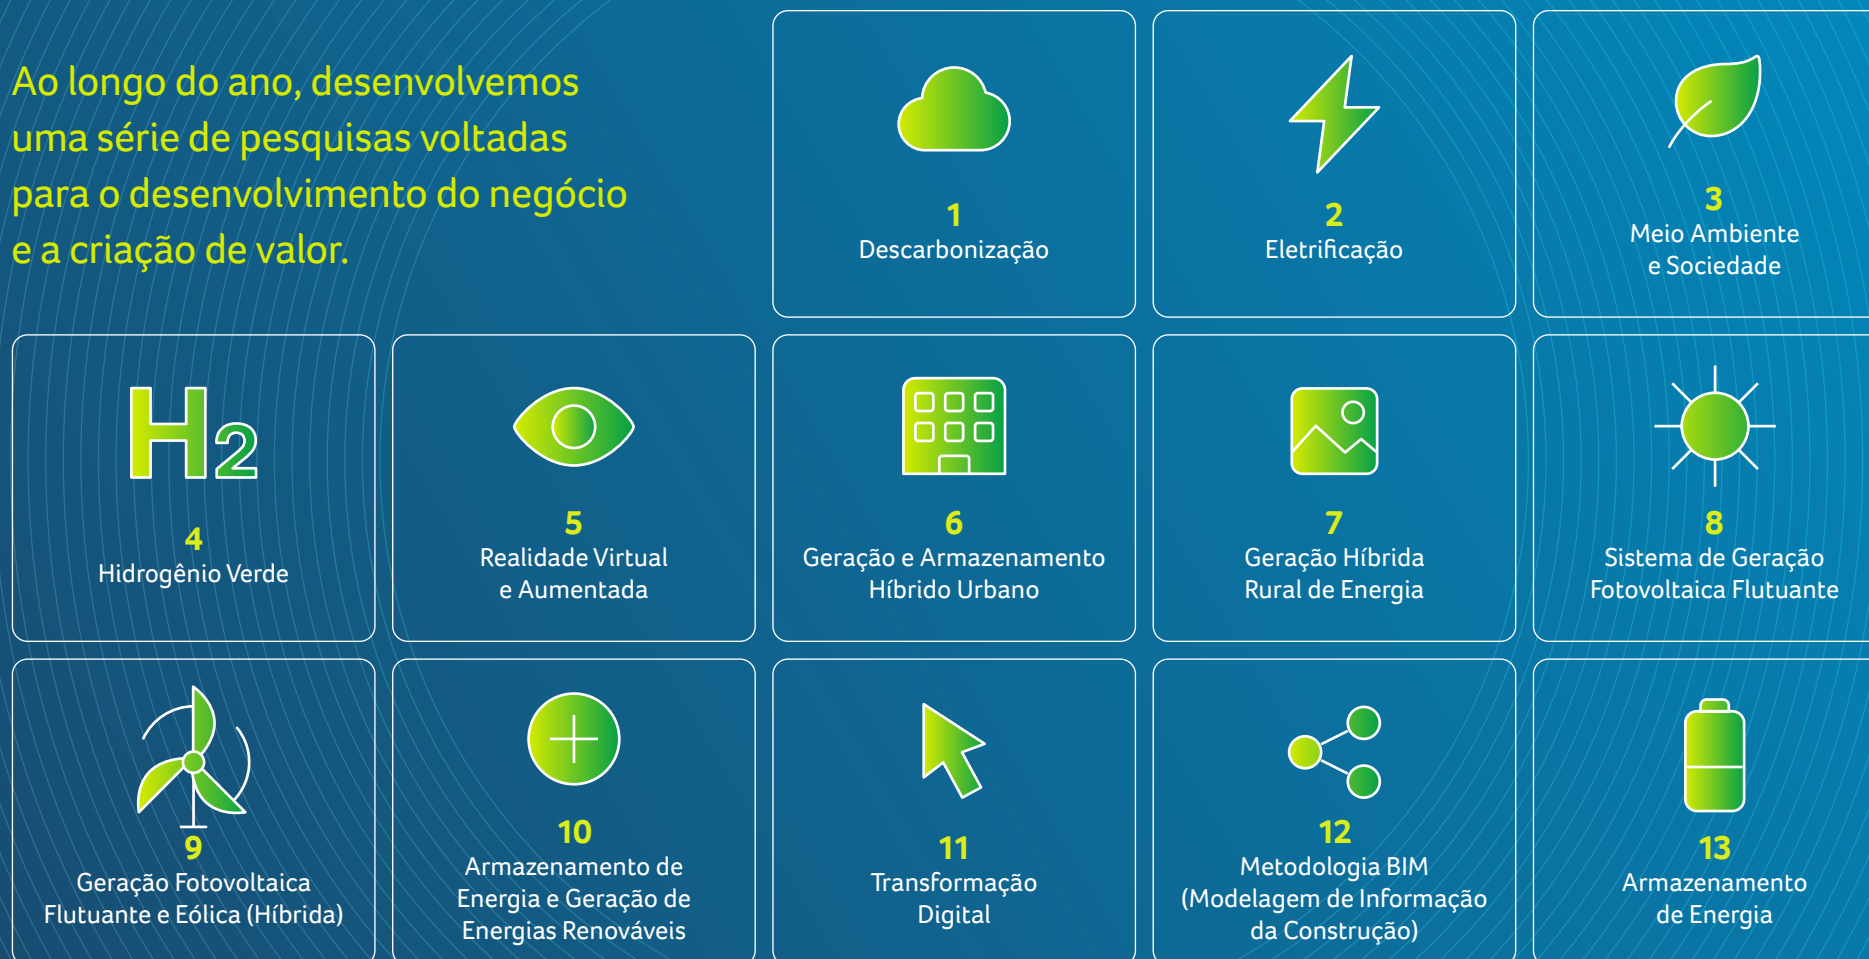 Ao longo do ano, desenvolvemos
uma série de pesquisas voltadas
para o desenvolvimento do negócio
e a criação de valor.
1
Descarbonização
2
Eletrificação
3
Meio Ambiente
e Sociedade
H2
4
Hidrogênio Verde
5
Realidade Virtual
e Aumentada
6
Geração e Armazenamento
Híbrido Urbano
7
Geração Híbrida
Rural de Energia
8
Sistema de Geração
Fotovoltaica Flutuante
9
Geração Fotovoltaica
Flutuante e Eólica (Híbrida)
10
Armazenamento de
Energia e Geração de
Energias Renováveis
11
Transformação
Digital
12
Metodologia BIM
(Modelagem de Informação
da Construção)
13
Armazenamento
de Energia